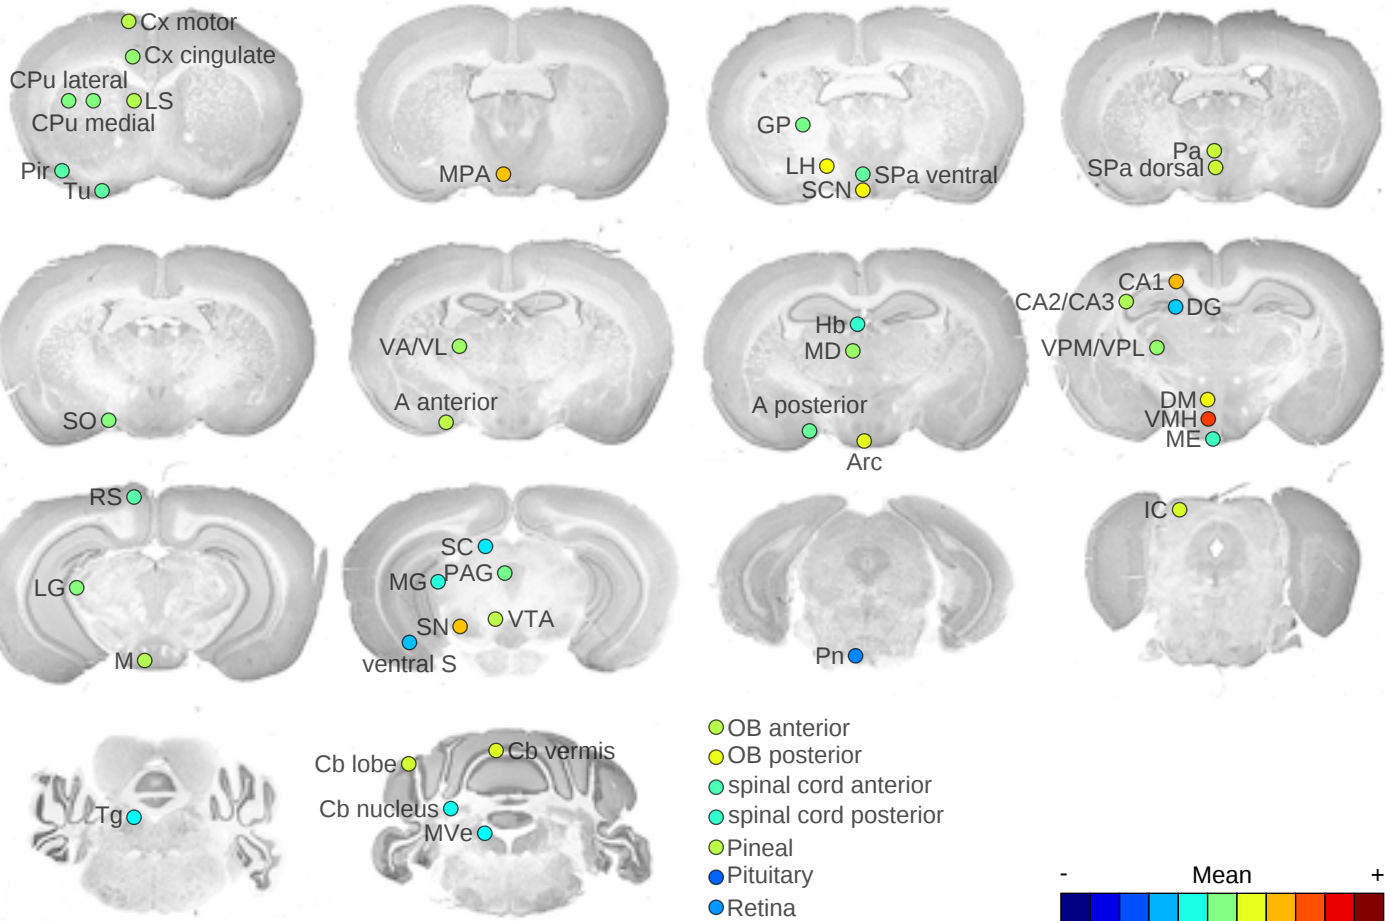 Cx motor
Cx cingulate
CPu lateral
LS
CPu medial
Pir
Tu
MPA
GP
LH
SPa ventral
SCN
Pa
SPa dorsal
SO
VA/VL
A anterior
Hb
MD
A posterior
Arc
CA1
CA2/CA3
DG
VPM/VPL
DM
VMH
ME
RS
LG
M
SC
MG
PAG
SN
VTA
ventral S
Pn
IC
Tg
Cb lobe
Cb vermis
Cb nucleus
MVe
OB anterior
OB posterior
spinal cord anterior
spinal cord posterior
Pineal
Pituitary
Retina
- Mean +